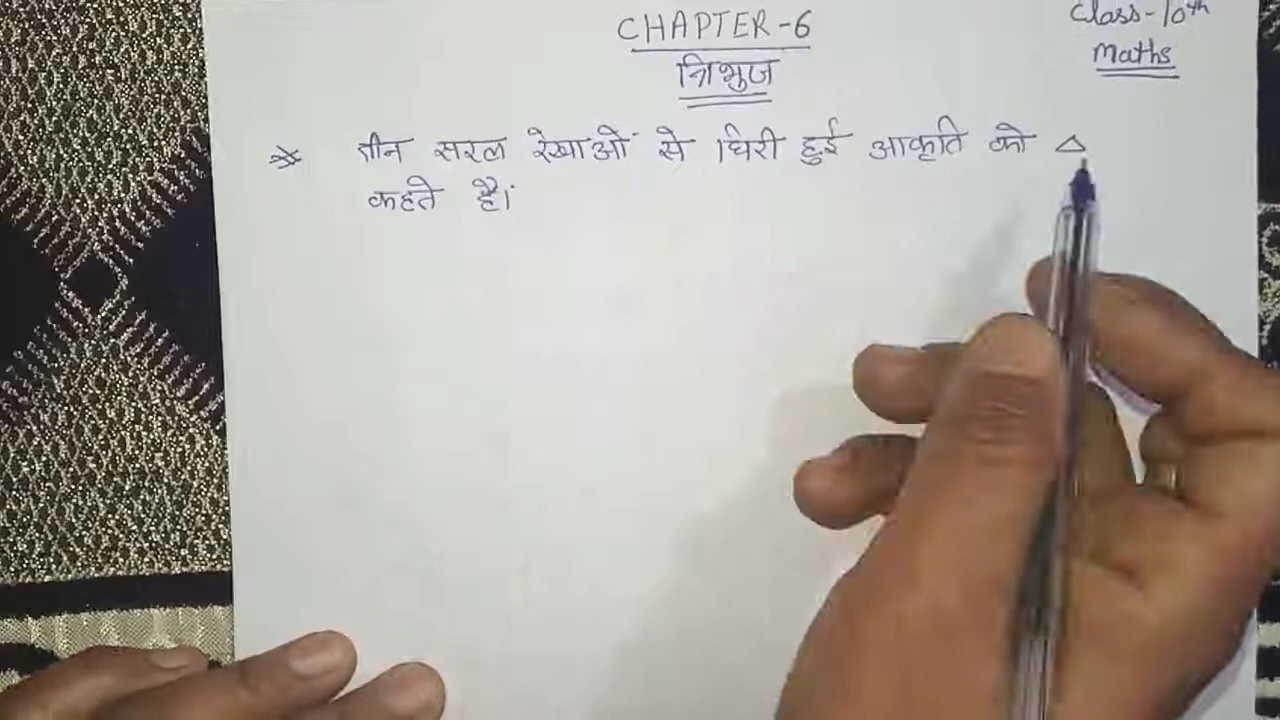 CHAPTER-6
Class-10th
त्रिभुज
Maths
तीन सरल रेखाओं से घिरी हुई आकृति को △
कहते है।